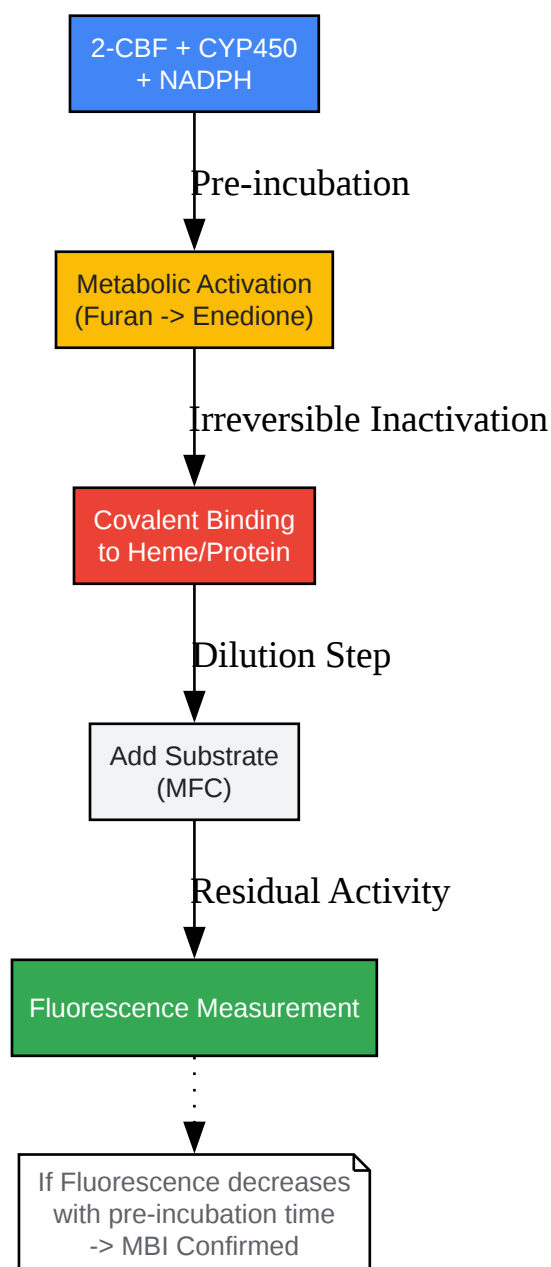 2-CBF + CYP450
+ NADPH
Pre-incubation
Metabolic Activation
(Furan -> Enedione)
Irreversible Inactivation
Covalent Binding
to Heme/Protein
Dilution Step
Add Substrate
(MFC)
Residual Activity
Fluorescence Measurement
If Fluorescence decreases
with pre-incubation time
-> MBI Confirmed